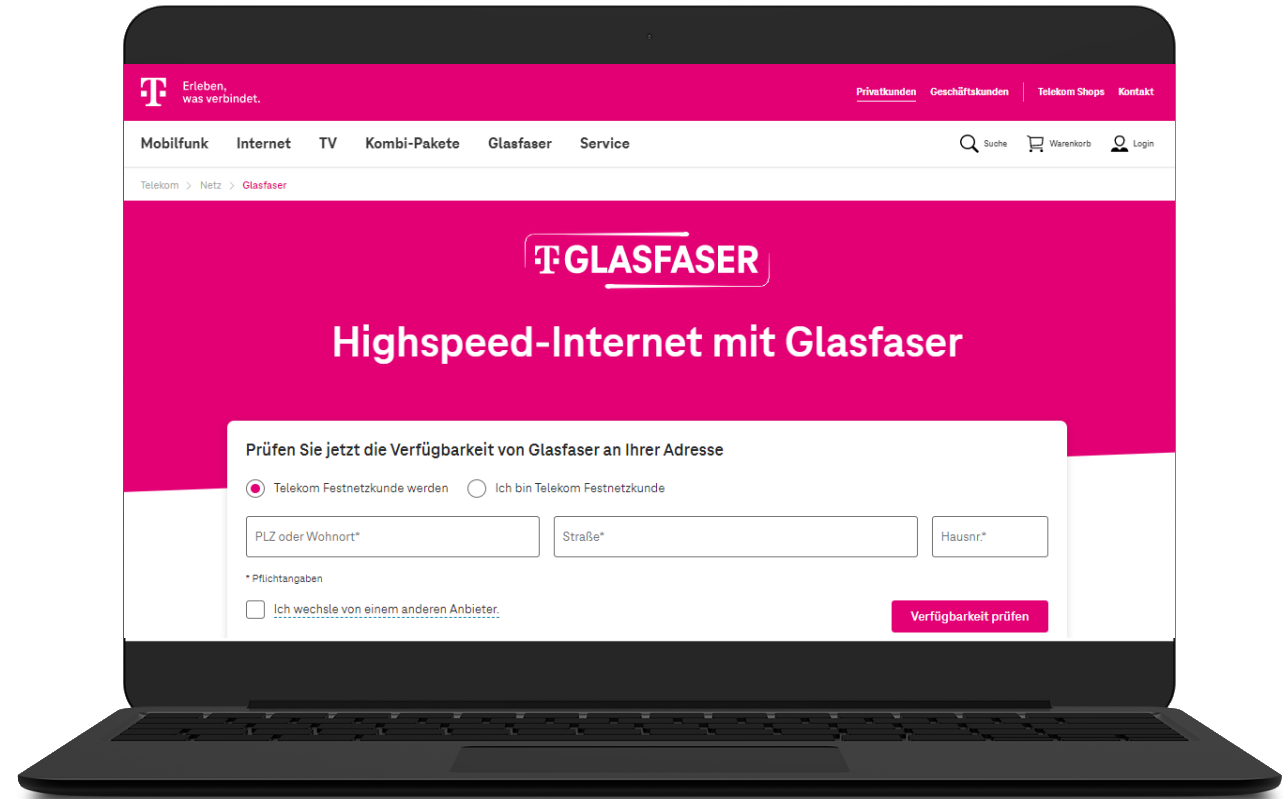 Erleben,
was verbindet.
Privatkunden Geschäftskunden Telekom Shops Kontakt
Mobilfunk Internet TV Kombi-Pakete Glasfaser Service
Suche Warenkorb Login
Telekom > Netz > Glasfaser
T GLASFASER
Highspeed-Internet mit Glasfaser
Prüfen Sie jetzt die Verfügbarkeit von Glasfaser an Ihrer Adresse
Telekom Festnetzkunde werden Ich bin Telekom Festnetzkunde
PLZ oder Wohnort* Straße* Hausnr.*
* Pflichtangaben
Ich wechsle von einem anderen Anbieter.
Verfügbarkeit prüfen